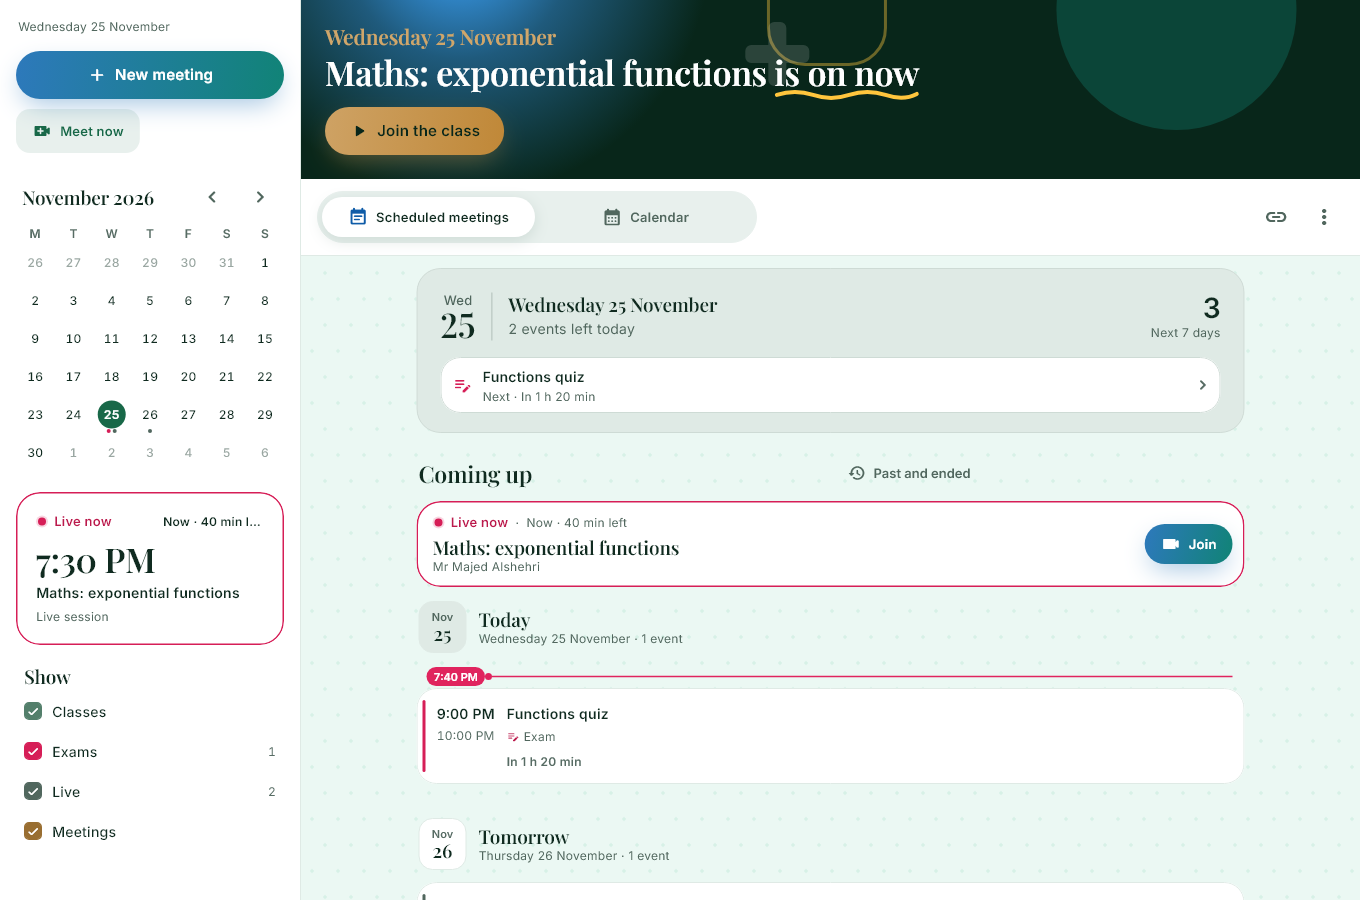 Wednesday 25 November
New meeting
Meet now
November 2026
M T W T F S S
26 27 28 29 30 31 1
2 3 4 5 6 7 8
9 10 11 12 13 14 15
16 17 18 19 20 21 22
23 24 25 26 27 28 29
30 1 2 3 4 5 6
Live now Now · 40 min l...
7:30 PM
Maths: exponential functions
Live session
Show
Classes
Exams 1
Live 2
Meetings
Wednesday 25 November
Maths: exponential functions is on now
Join the class
Scheduled meetings
Calendar
Wed
25
Wednesday 25 November
2 events left today
3
Next 7 days
Functions quiz
Next · In 1 h 20 min
Coming up
Past and ended
Live now · Now · 40 min left
Maths: exponential functions
Mr Majed Alshehri
Join
Nov
25
Today
Wednesday 25 November · 1 event
7:40 PM
9:00 PM Functions quiz
10:00 PM Exam
In 1 h 20 min
Nov
26
Tomorrow
Thursday 26 November · 1 event